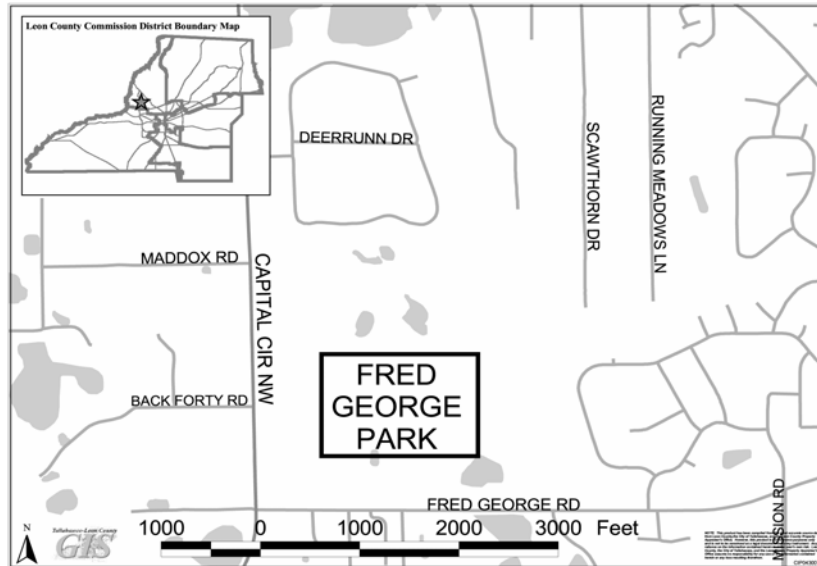 Leon County Commission District Boundary Map
DEERRUNN DR
SCAWTHORN DR
RUNNING MEADOWS LN
MADDOX RD
CAPITAL CIR NW
FRED
GEORGE
PARK
BACK FORTY RD
FRED GEORGE RD
MISSION RD
N
Tallahassee-Leon County
GIS
1000 0 1000 2000 3000 Feet